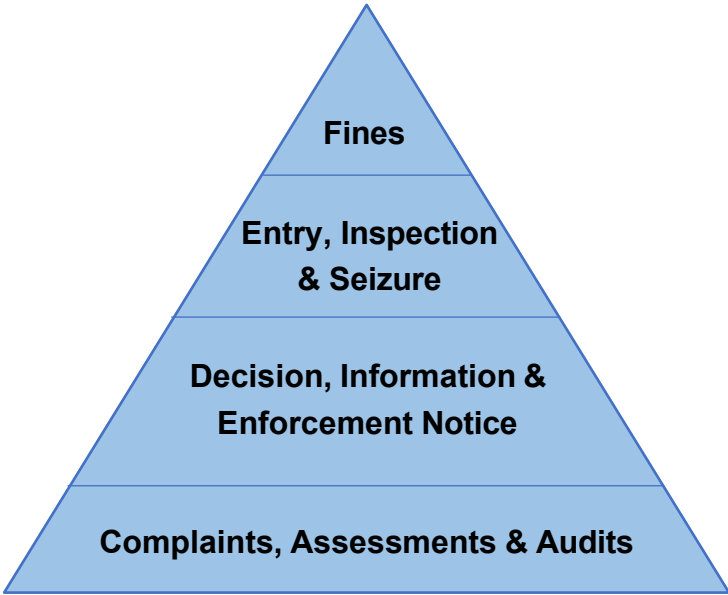 Fines
Entry, Inspection
& Seizure
Decision, Information &
Enforcement Notice
Complaints, Assessments & Audits